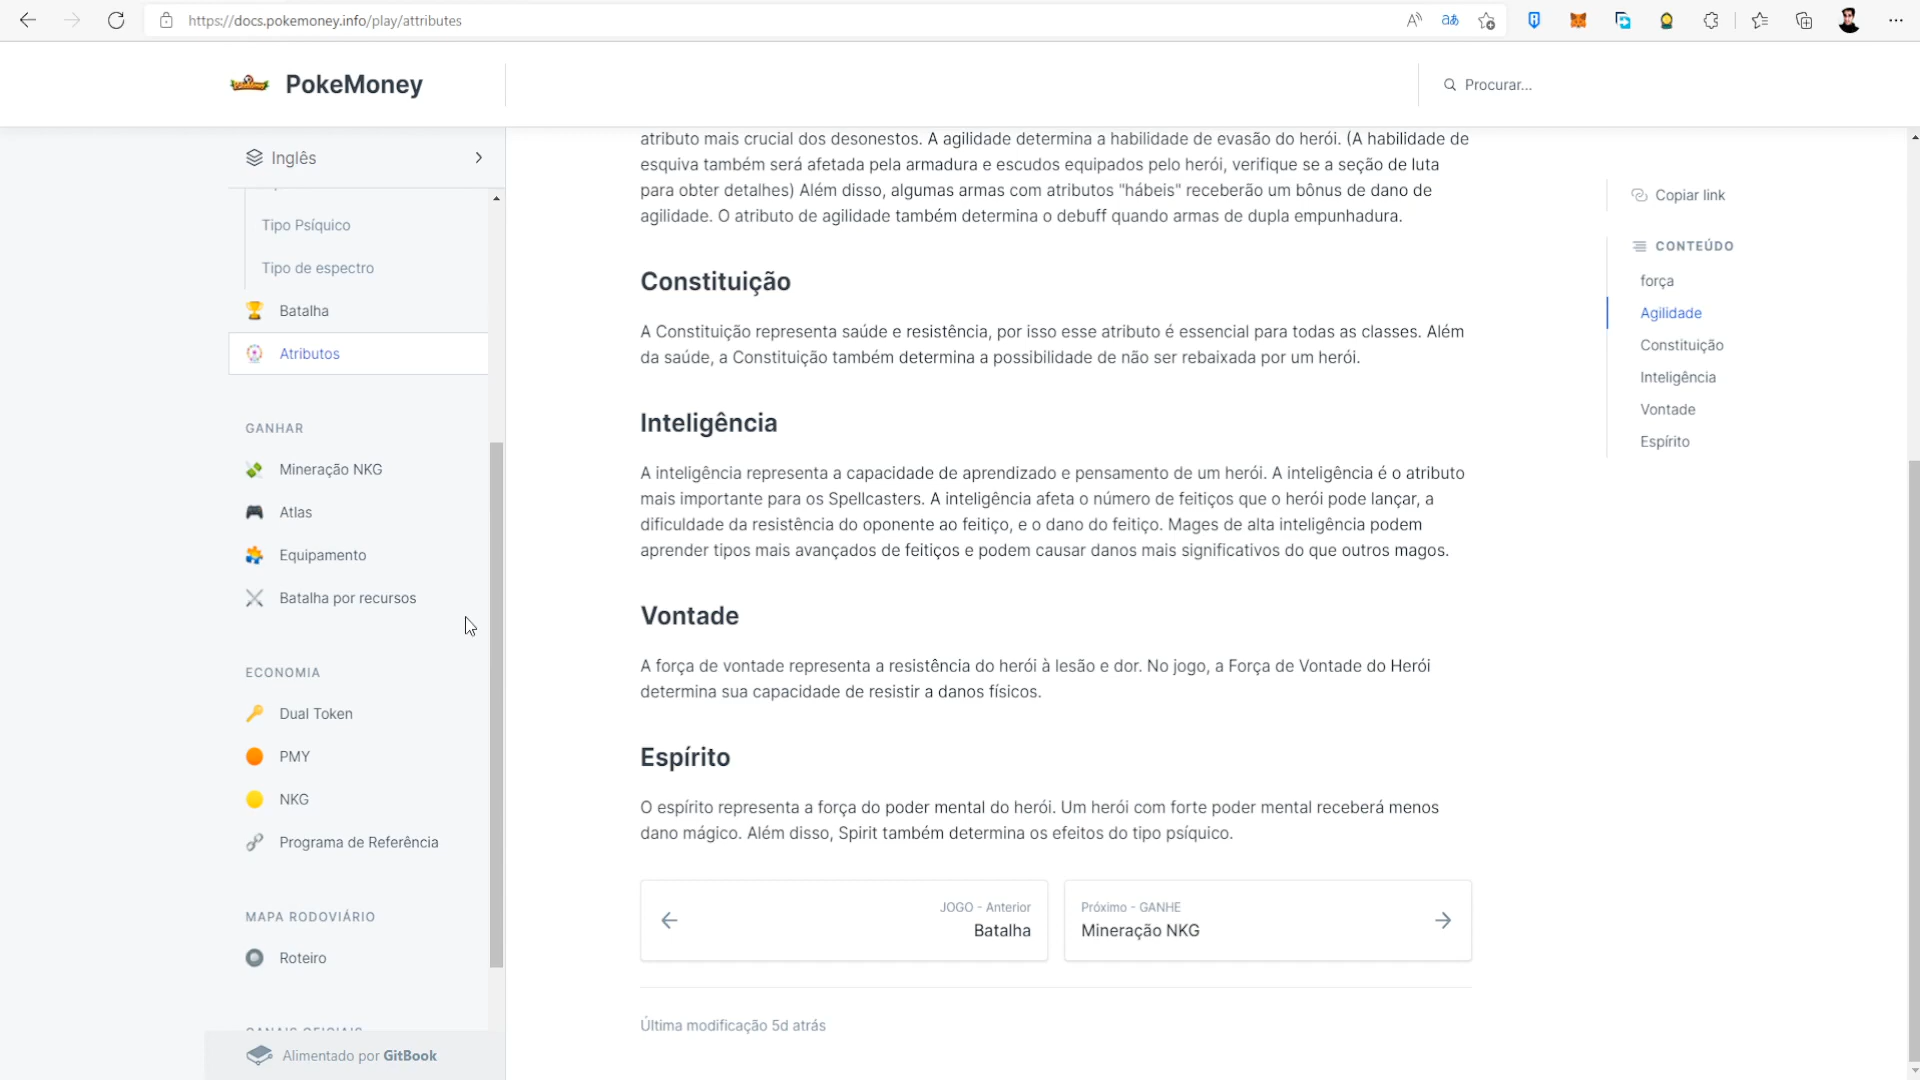 https://docs.pokemoney.info/play/attributes
PokeMoney
Procurar...
Inglês
Tipo Psíquico
Tipo de espectro
Batalha
Atributos
GANHAR
Mineração NKG
Atlas
Equipamento
Batalha por recursos
ECONOMIA
Dual Token
PMY
NKG
Programa de Referência
MAPA RODOVIÁRIO
Roteiro
Alimentado por GitBook
atributo mais crucial dos desonestos. A agilidade determina a habilidade de evasão do herói. (A habilidade de
esquiva também será afetada pela armadura e escudos equipados pelo herói, verifique se a seção de luta
para obter detalhes) Além disso, algumas armas com atributos "hábeis" receberão um bônus de dano de
agilidade. O atributo de agilidade também determina o debuff quando armas de dupla empunhadura.
Constituição
A Constituição representa saúde e resistência, por isso esse atributo é essencial para todas as classes. Além
da saúde, a Constituição também determina a possibilidade de não ser rebaixada por um herói.
Inteligência
A inteligência representa a capacidade de aprendizado e pensamento de um herói. A inteligência é o atributo
mais importante para os Spellcasters. A inteligência afeta o número de feitiços que o herói pode lançar, a
dificuldade da resistência do oponente ao feitiço, e o dano do feitiço. Mages de alta inteligência podem
aprender tipos mais avançados de feitiços e podem causar danos mais significativos do que outros magos.
Vontade
A força de vontade representa a resistência do herói à lesão e dor. No jogo, a Força de Vontade do Herói
determina sua capacidade de resistir a danos físicos.
Espírito
O espírito representa a força do poder mental do herói. Um herói com forte poder mental receberá menos
dano mágico. Além disso, Spirit também determina os efeitos do tipo psíquico.
JOGO - Anterior
Batalha
Próximo - GANHE
Mineração NKG
Última modificação 5d atrás
Copiar link
CONTEÚDO
força
Agilidade
Constituição
Inteligência
Vontade
Espírito